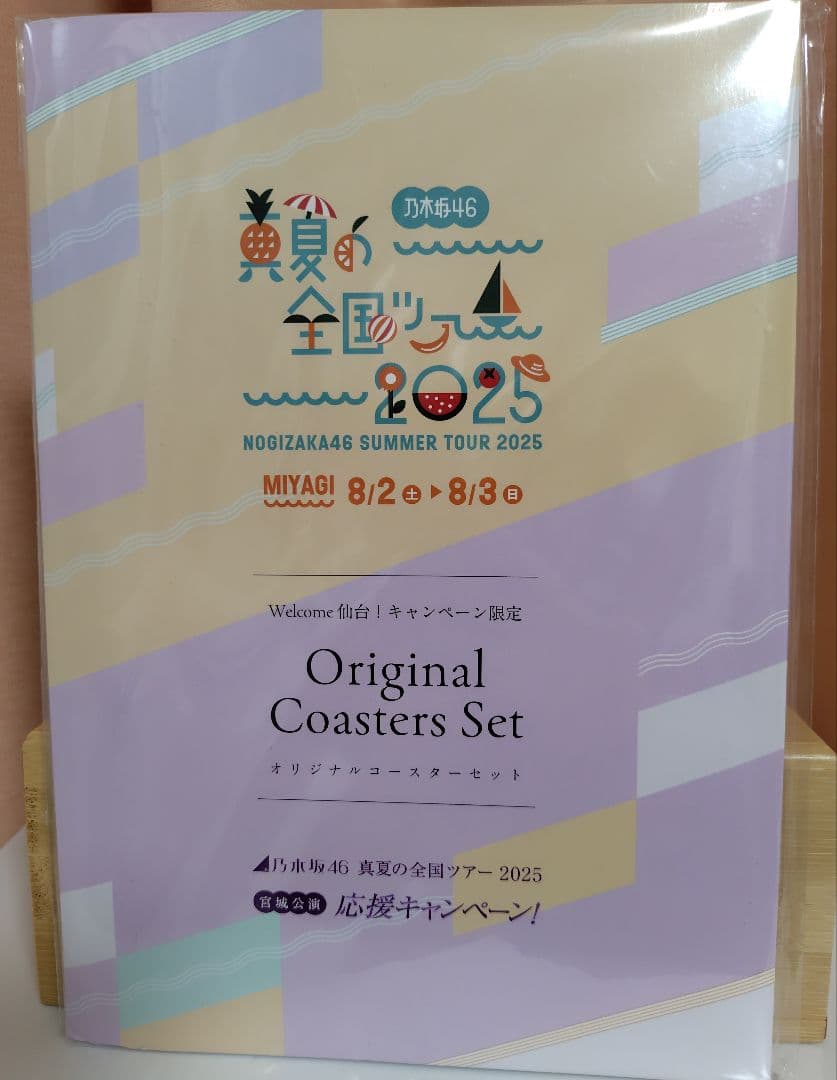 乃木坂46
真夏の
全国ツアー
2025
NOGIZAKA46 SUMMER TOUR 2025
MIYAGI 8/2土▶8/3日
Welcome 仙台！キャンペーン限定
Original
Coasters Set
オリジナルコースターセット
乃木坂46 真夏の全国ツアー 2025
宮城公演 応援キャンペーン!